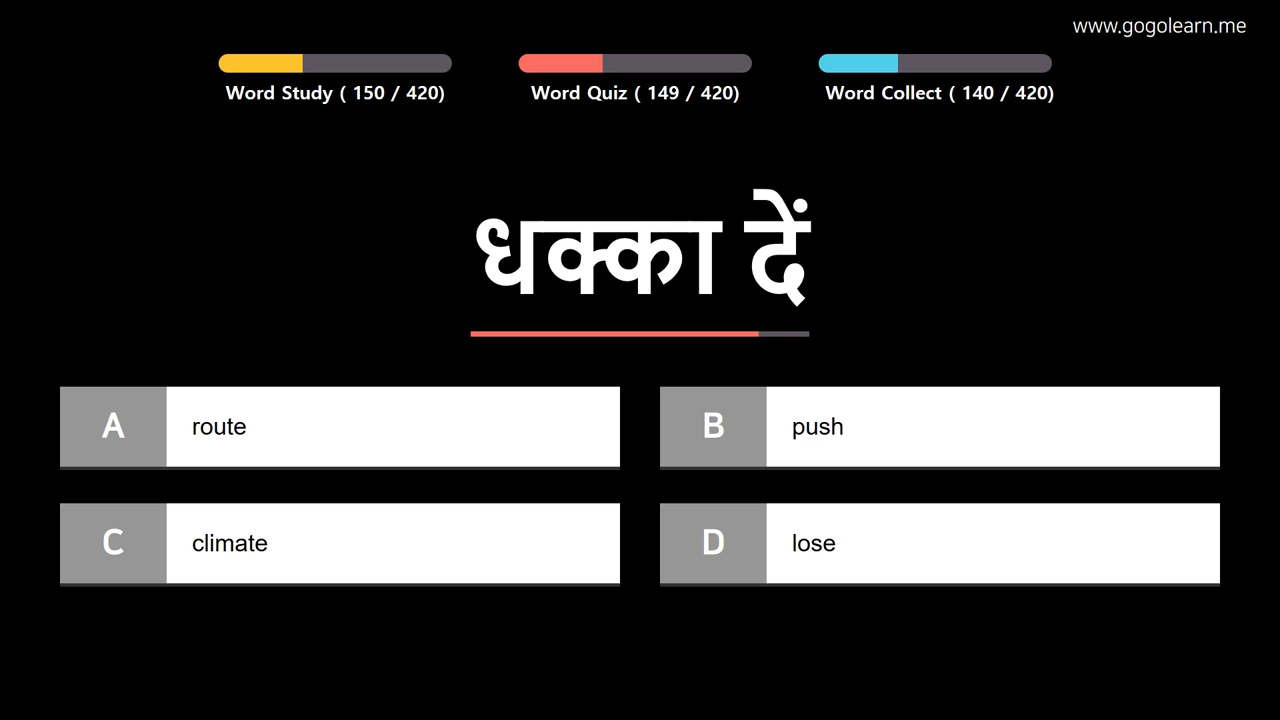 www.gogolearn.me
Word Study ( 150 / 420)
Word Quiz ( 149 / 420)
Word Collect ( 140 / 420)
धक्का दें
A
route
B
push
C
climate
D
lose